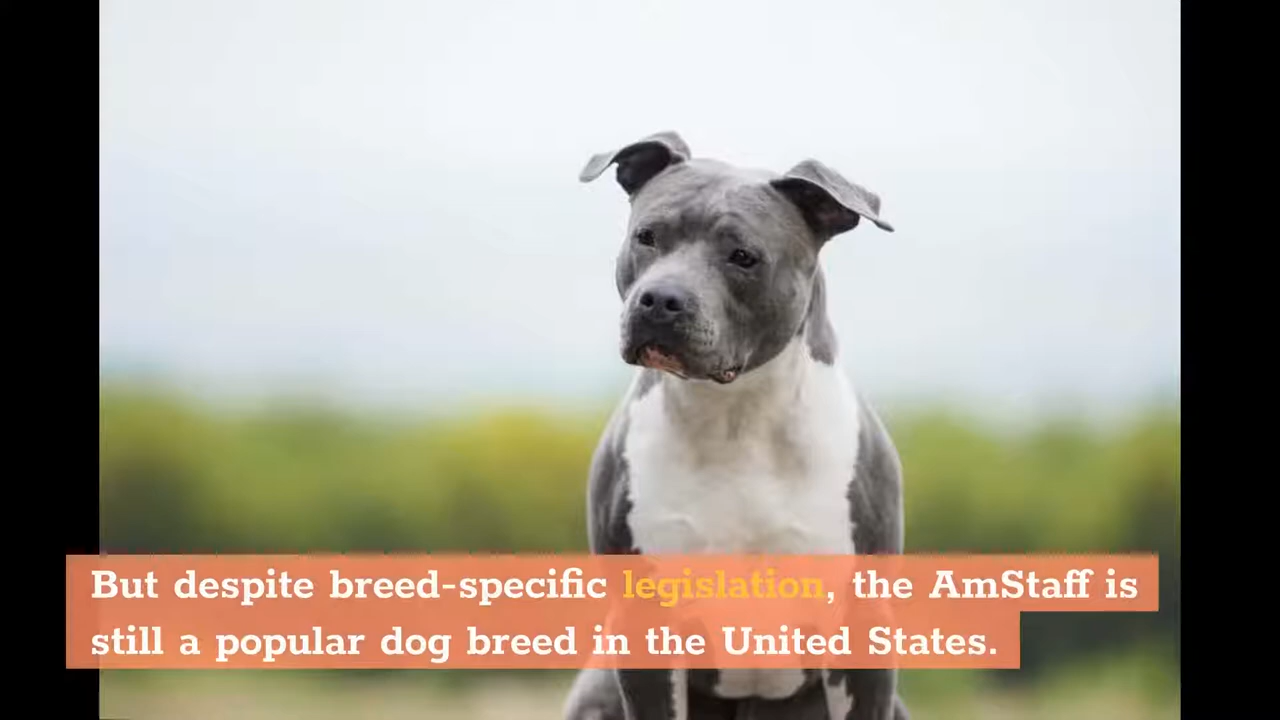 But despite breed-specific legislation, the AmStaff is
still a popular dog breed in the United States.